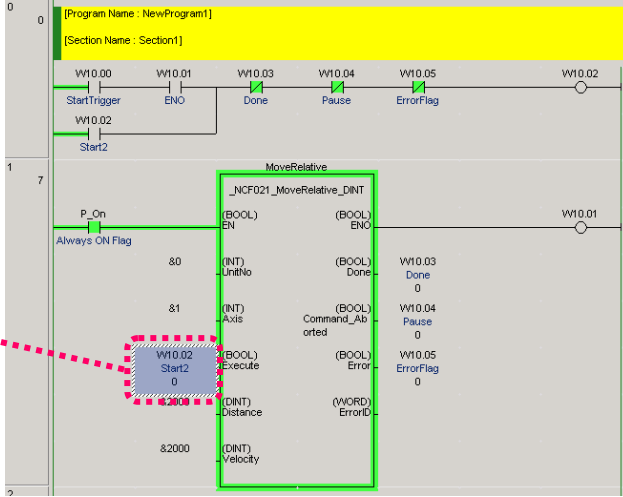 0
0
[Program Name : NewProgram1]
[Section Name : Section1]
W10.00 W10.01 W10.03 W10.04 W10.05 W10.02
StartTrigger ENO Done Pause ErrorFlag
W10.02
Start2
1
7
MoveRelative
_NCF021_MoveRelative_DINT
P_On (BOOL) (BOOL) W10.01
EN ENO
Always ON Flag
&0 (INT) (BOOL) W10.03
UnitNo Done Done
0
&1 (INT) (BOOL) W10.04
Axis Command_Ab Pause
orted 0
W10.02 (BOOL) (BOOL) W10.05
Start2 Execute Error ErrorFlag
0 0
&2000 (DINT) (WORD)
Distance ErrorID
&2000 (DINT)
Velocity
2